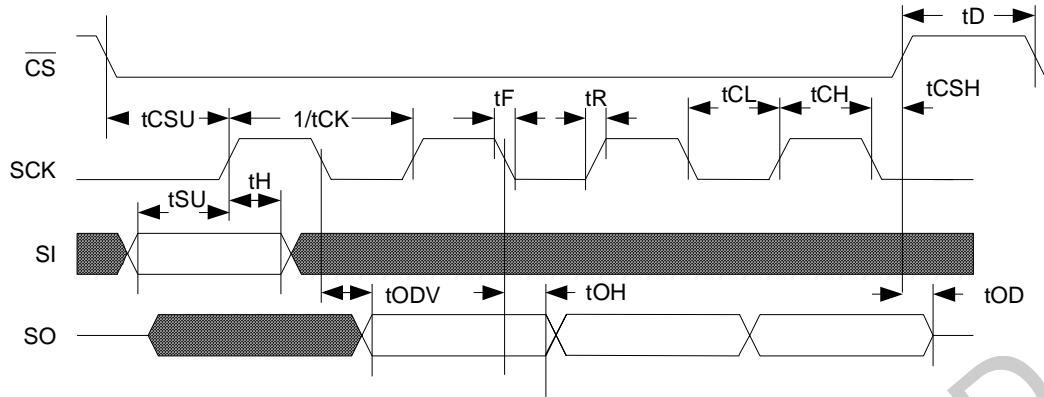 tD
CS
tF
tR
tCL
tCH
tCSH
tCSU
1/tCK
SCK
tSU
tH
SI
tODV
tOH
tOD
SO